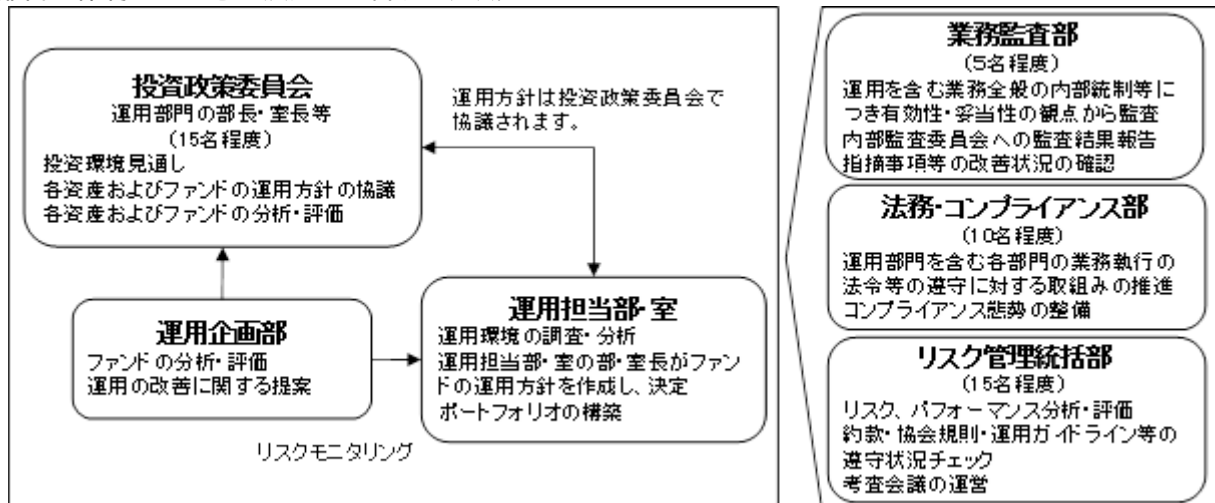 投資政策委員会
運用部門の部長・室長等
(15名程度)
投資環境見通し
各資産およびファンドの運用方針の協議
各資産およびファンドの分析・評価
運用方針は投資政策委員会で
協議されます。
運用企画部
ファンドの分析・評価
運用の改善に関する提案
運用担当部・室
運用環境の調査・分析
運用担当部・室の部・室長がファン
ドの運用方針を作成し、決定
ポートフォリオの構築
リスクモニタリング
業務監査部
(5名程度)
運用を含む業務全般の内部統制等に
つき有効性・妥当性の観点から監査
内部監査委員会への監査結果報告
指摘事項等の改善状況の確認
法務・コンプライアンス部
(10名程度)
運用部門を含む各部門の業務執行の
法令等の遵守に対する取組みの推進
コンプライアンス態勢の整備
リスク管理統括部
(15名程度)
リスク、パフォーマンス分析・評価
約款・協会規則・運用ガイドライン等の
遵守状況チェック
考査会議の運営